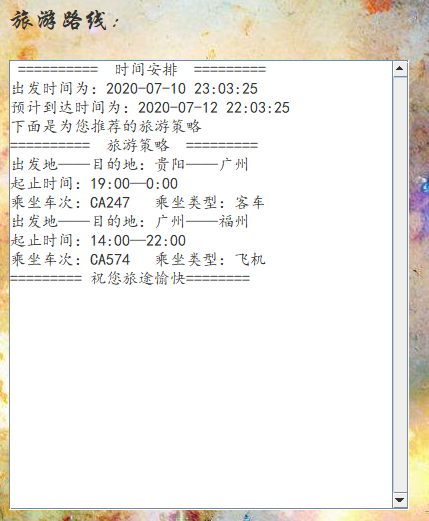 旅游路线：
==========  时间安排  =========
出发时间为：2020-07-10 23:03:25
预计到达时间为：2020-07-12 22:03:25
下面是为您推荐的旅游策略
==========  旅游策略  =========
出发地——目的地：贵阳——广州
起止时间：19:00—0:00
乘坐车次：CA247   乘坐类型：客车
出发地——目的地：广州——福州
起止时间：14:00—22:00
乘坐车次：CA574   乘坐类型：飞机
========= 祝您旅途愉快========